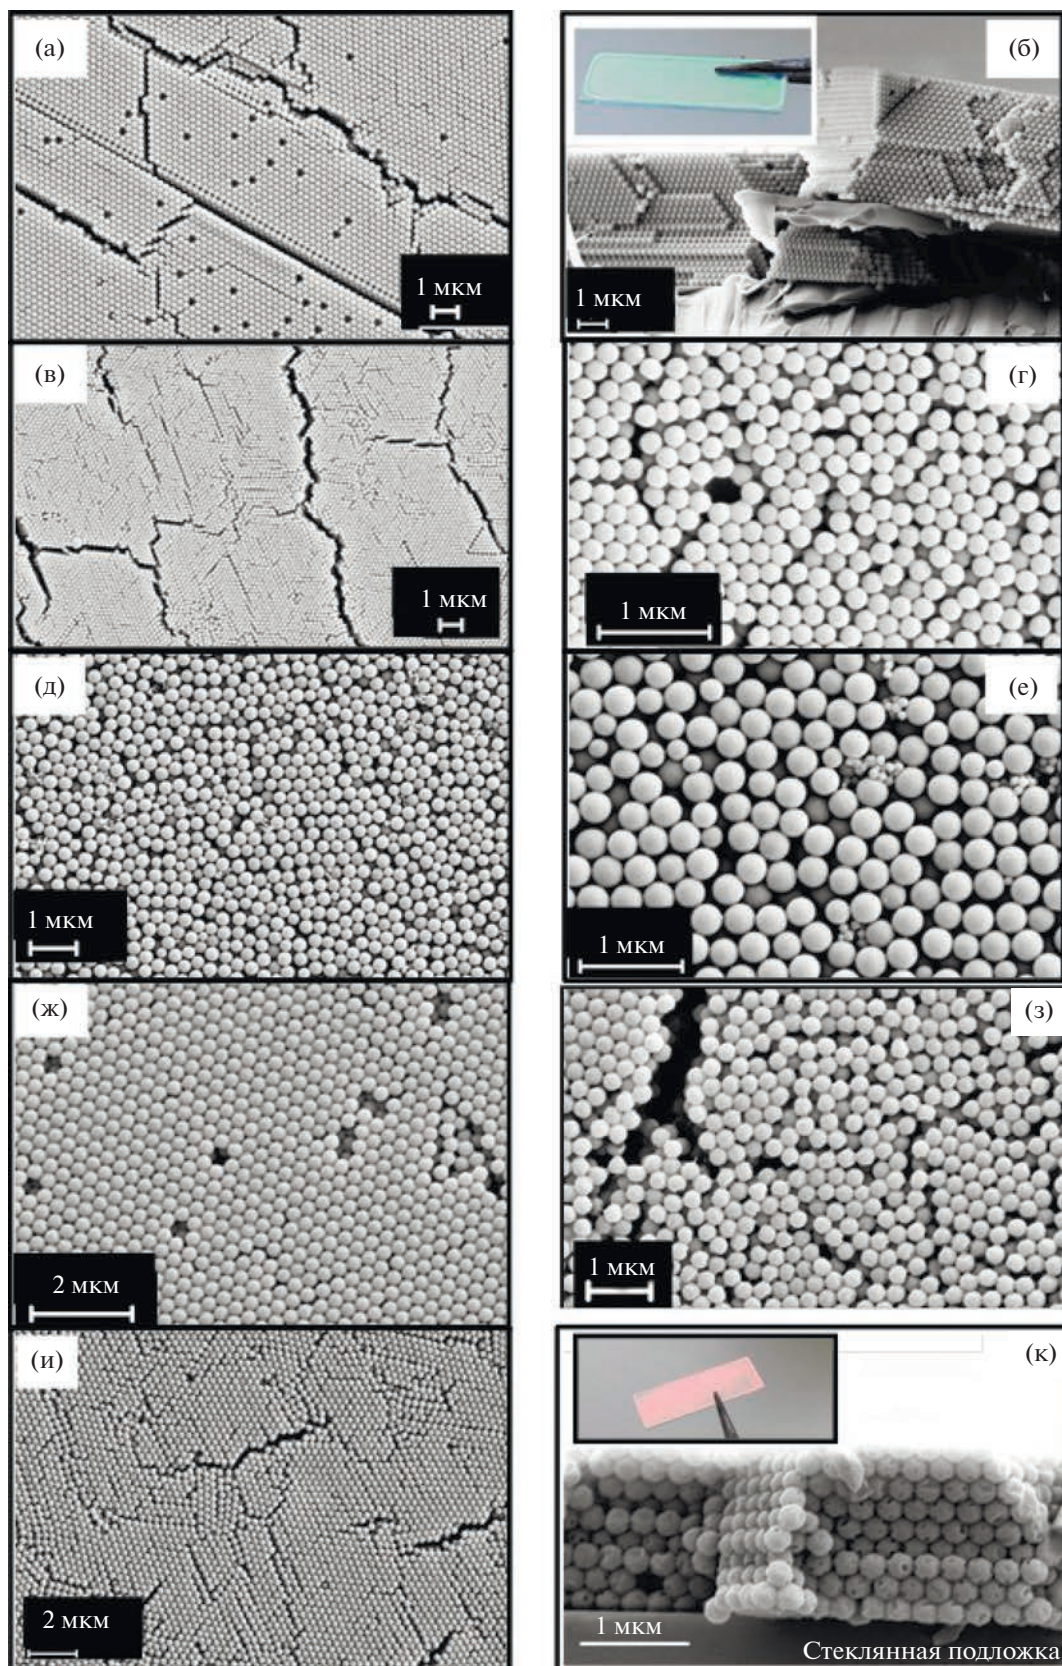 (а)
1 мкм
(б)
1 мкм
(в)
1 мкм
(г)
1 мкм
(д)
1 мкм
(е)
1 мкм
(ж)
2 мкм
(з)
1 мкм
(и)
2 мкм
(к)
1 мкм
Стеклянная подложка